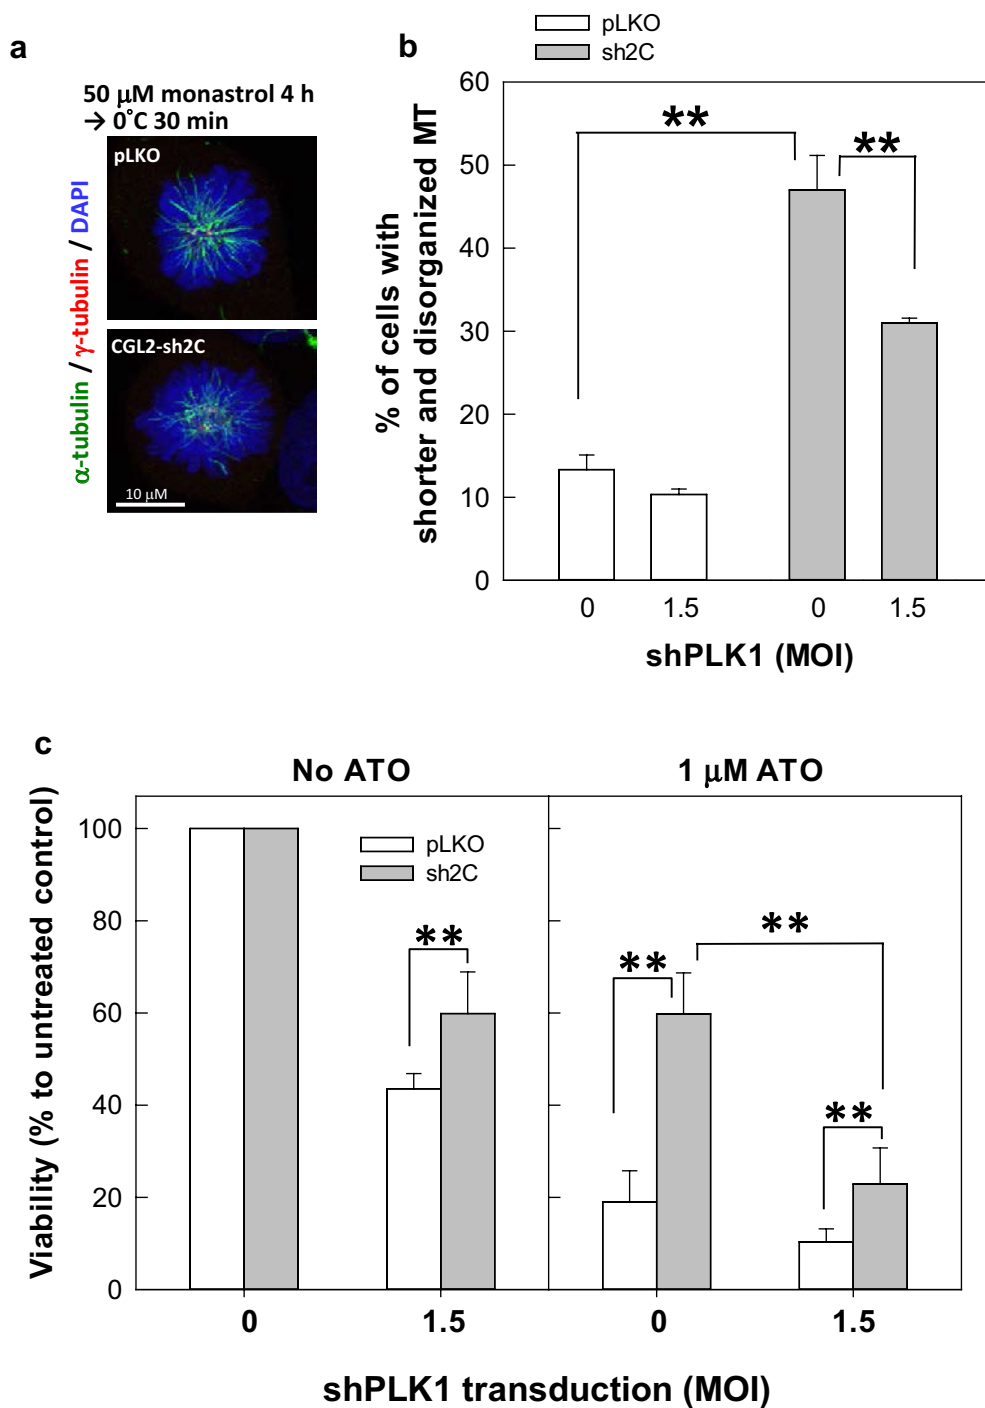 a
50 μM monastrol 4 h
→ 0°C 30 min
α-tubulin / γ-tubulin / DAPI
pLKO
CGL2-sh2C
10 μM
b
pLKO
sh2C
% of cells with
shorter and disorganized MT
60
50
40
30
20
10
0
**
**
0 1.5 0 1.5
shPLK1 (MOI)
c
No ATO 1 μM ATO
Viability (% to untreated control)
100
80
60
40
20
0
pLKO
sh2C
**
**
**
**
0 1.5 0 1.5
shPLK1 transduction (MOI)